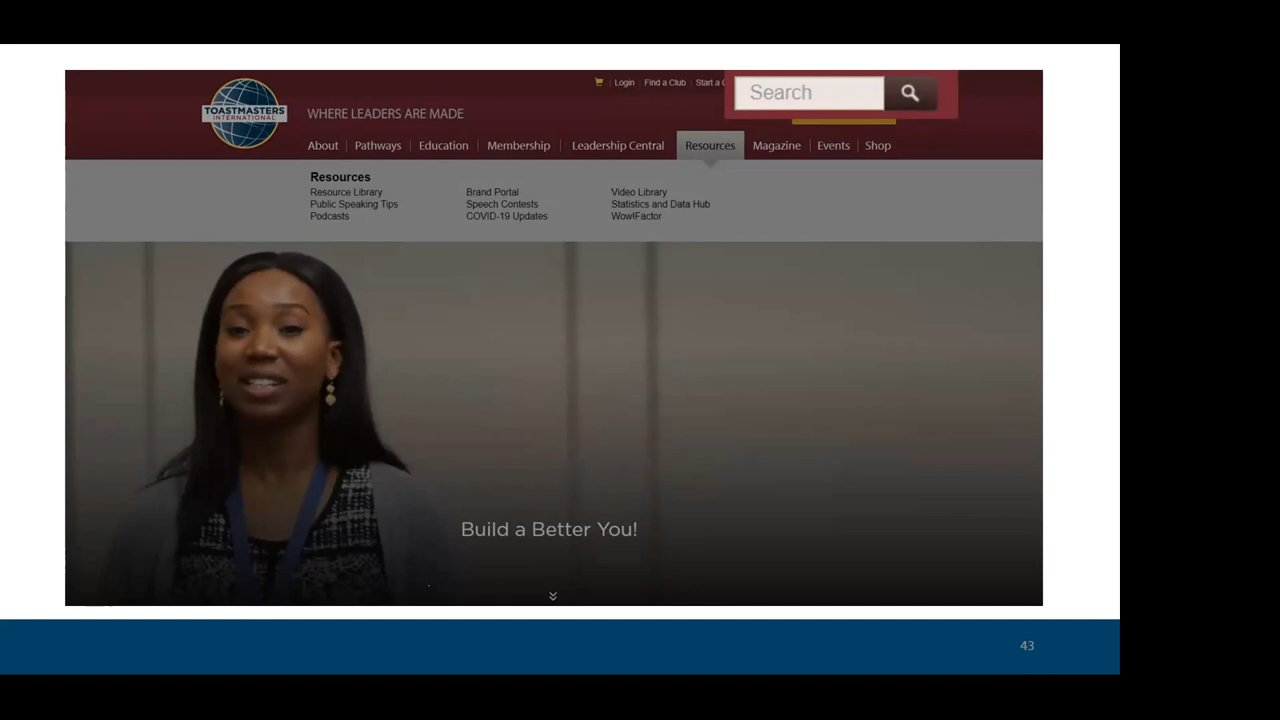 Login Find a Club Start a
Search
TOASTMASTERS
INTERNATIONAL
WHERE LEADERS ARE MADE
About Pathways Education Membership Leadership Central Resources Magazine Events Shop
Resources
Resource Library Brand Portal Video Library
Public Speaking Tips Speech Contests Statistics and Data Hub
Podcasts COVID-19 Updates Wow!Factor
Build a Better You!
43